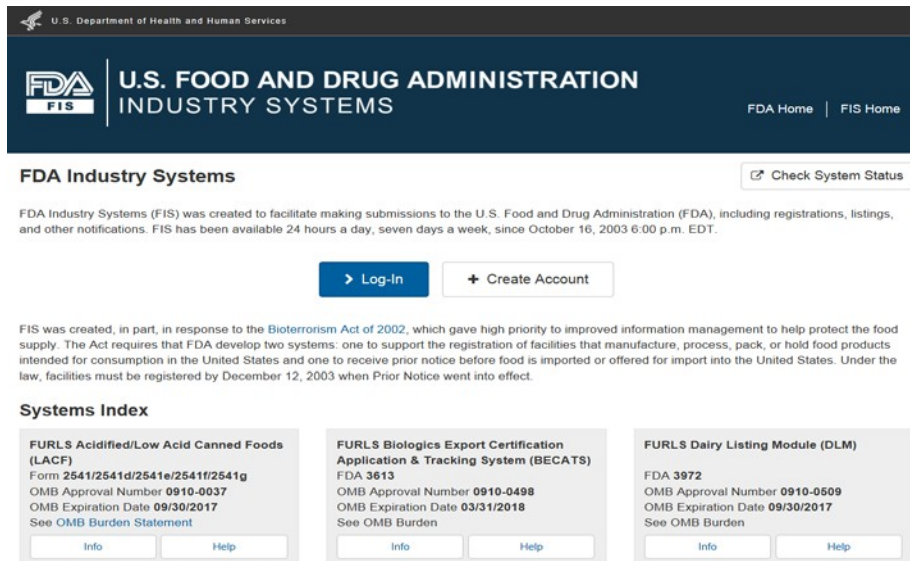 U.S. Department of Health and Human Services
FDA
FIS
U.S. FOOD AND DRUG ADMINISTRATION
INDUSTRY SYSTEMS
FDA Home | FIS Home
FDA Industry Systems
Check System Status
FDA Industry Systems (FIS) was created to facilitate making submissions to the U.S. Food and Drug Administration (FDA), including registrations, listings,
and other notifications. FIS has been available 24 hours a day, seven days a week, since October 16, 2003 6:00 p.m. EDT.
> Log-In
+ Create Account
FIS was created, in part, in response to the Bioterrorism Act of 2002, which gave high priority to improved information management to help protect the food
supply. The Act requires that FDA develop two systems: one to support the registration of facilities that manufacture, process, pack, or hold food products
intended for consumption in the United States and one to receive prior notice before food is imported or offered for import into the United States. Under the
law, facilities must be registered by December 12, 2003 when Prior Notice went into effect.
Systems Index
FURLS Acidified/Low Acid Canned Foods
(LACF)
Form 2541/2541d/2541e/2541f/2541g
OMB Approval Number 0910-0037
OMB Expiration Date 09/30/2017
See OMB Burden Statement
Info
Help
FURLS Biologics Export Certification
Application & Tracking System (BECATS)
FDA 3613
OMB Approval Number 0910-0498
OMB Expiration Date 03/31/2018
See OMB Burden
Info
Help
FURLS Dairy Listing Module (DLM)
FDA 3972
OMB Approval Number 0910-0509
OMB Expiration Date 09/30/2017
See OMB Burden
Info
Help